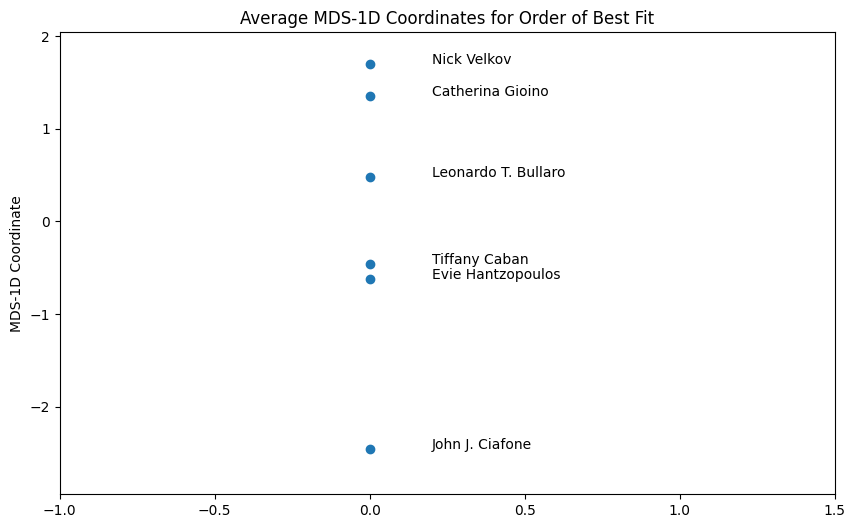 Average MDS-1D Coordinates for Order of Best Fit
MDS-1D Coordinate
2
1
0
−1
−2
Nick Velkov
Catherina Gioino
Leonardo T. Bullaro
Tiffany Caban
Evie Hantzopoulos
John J. Ciafone
−1.0
−0.5
0.0
0.5
1.0
1.5